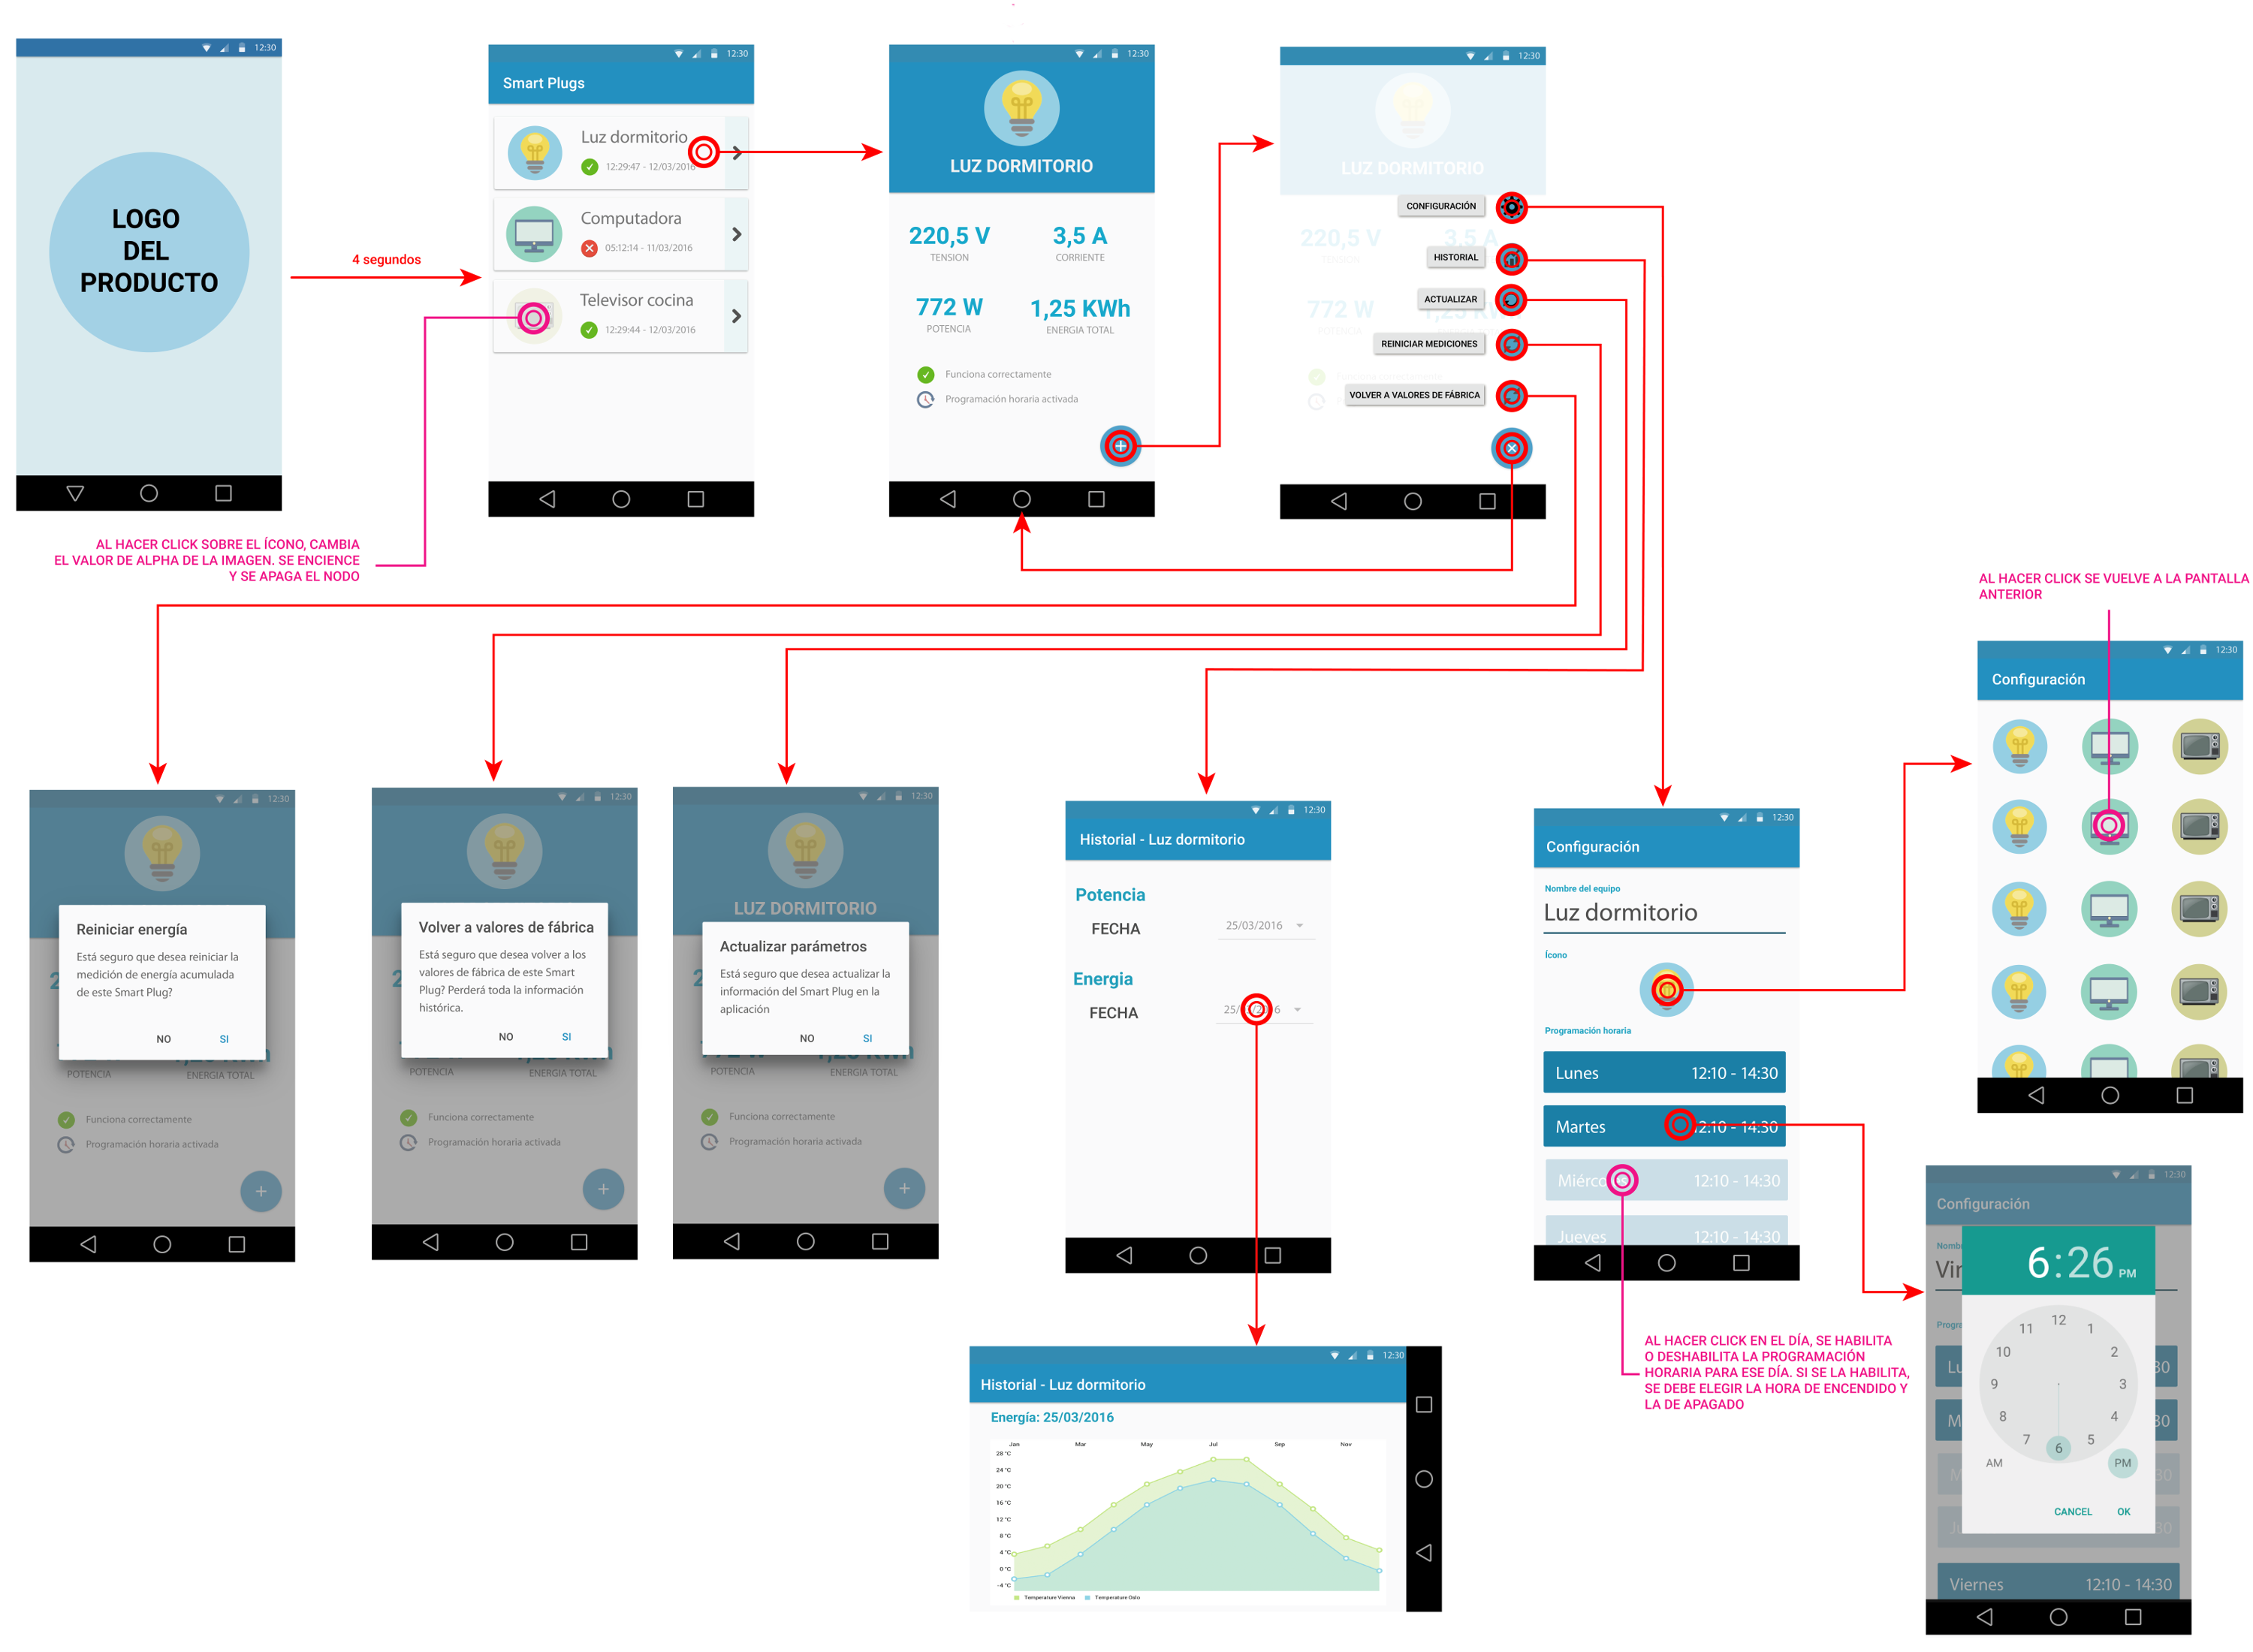 12:30
LOGO
DEL
PRODUCTO
4 segundos
12:30
Smart Plugs
Luz dormitorio
12:29:47 - 12/03/2016
Computadora
05:12:14 - 11/03/2016
Televisor cocina
12:29:44 - 12/03/2016
AL HACER CLICK SOBRE EL ÍCONO, CAMBIA
EL VALOR DE ALPHA DE LA IMAGEN. SE ENCIENCE
Y SE APAGA EL NODO
12:30
LUZ DORMITORIO
220,5 V
3,5 A
TENSION
CORRIENTE
772 W
1,25 KWh
POTENCIA
ENERGIA TOTAL
Funciona correctamente
Programación horaria activada
12:30
LUZ DORMITORIO
CONFIGURACIÓN
220,5 V
3,5 A
TENSION
HISTORIAL
ACTUALIZAR
772 W
POTENCIA
REINICIAR MEDICIONES
VOLVER A VALORES DE FÁBRICA
AL HACER CLICK SE VUELVE A LA PANTALLA
ANTERIOR
12:30
Configuración
12:30
Reiniciar energía
Está seguro que desea reiniciar la
medición de energía acumulada
de este Smart Plug?
NO
SI
POTENCIA
ENERGIA TOTAL
Funciona correctamente
Programación horaria activada
12:30
Volver a valores de fábrica
Está seguro que desea volver a los
valores de fábrica de este Smart
Plug? Perderá toda la información
histórica.
NO
SI
POTENCIA
ENERGIA TOTAL
Funciona correctamente
Programación horaria activada
12:30
LUZ DORMITORIO
Actualizar parámetros
Está seguro que desea actualizar la
información del Smart Plug en la
aplicación
NO
SI
POTENCIA
ENERGIA TOTAL
Funciona correctamente
Programación horaria activada
12:30
Historial - Luz dormitorio
Potencia
FECHA
25/03/2016
Energia
FECHA
25/03/2016
12:30
Configuración
Nombre del equipo
Luz dormitorio
Ícono
Programación horaria
Lunes
12:10 - 14:30
Martes
12:10 - 14:30
Miércoles
12:10 - 14:30
Jueves
12:10 - 14:30
AL HACER CLICK EN EL DÍA, SE HABILITA
O DESHABILITA LA PROGRAMACIÓN
HORARIA PARA ESE DÍA. SI SE LA HABILITA,
SE DEBE ELEGIR LA HORA DE ENCENDIDO Y
LA DE APAGADO
12:30
Configuración
6:26 PM
12
11
1
10
2
9
3
8
4
7
5
6
AM
PM
CANCEL
OK
Viernes
12:10 - 14:30
12:30
Historial - Luz dormitorio
Energía: 25/03/2016
Jan
Mar
May
Jul
Sep
Nov
28 °C
24 °C
20 °C
16 °C
12 °C
8 °C
4 °C
0 °C
-4 °C
Temperature Vienna
Temperature Oslo